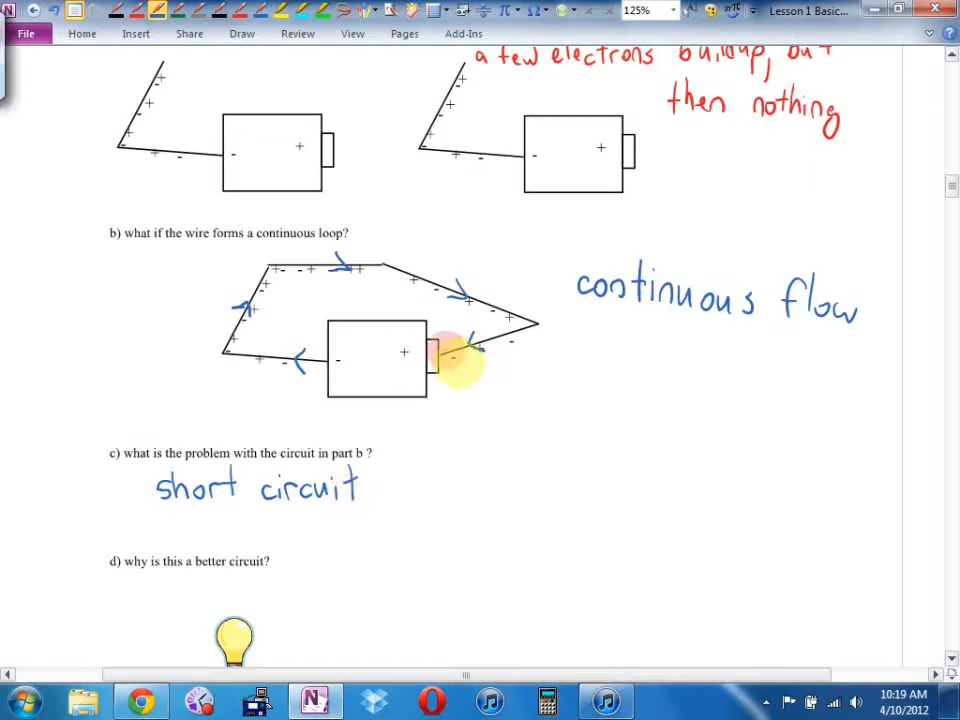 125%
Lesson 1 Basic...
File Home Insert Share Draw Review View Pages Add-Ins
a few electrons buildup, but
then nothing
- +
- +
b) what if the wire forms a continuous loop?
continuous flow
- +
c) what is the problem with the circuit in part b ?
short circuit
d) why is this a better circuit?
10:19 AM
4/10/2012